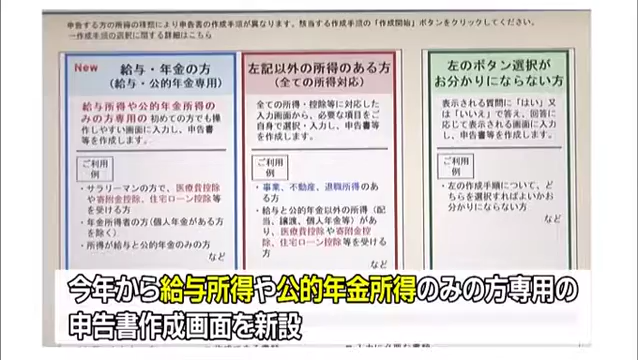 申告する方の所得の種類により申告書の作成手順が異なります。該当する作成手順の「作成開始」ボタンをクリックしてください。
→作成手順の選択に関する詳細はこちら
New 給与・年金の方
(給与・公的年金専用)
給与所得や公的年金所得の
みの方専用の 初めての方でも操
作しやすい画面に入力し、申告書
等を作成します。
ご利用
例
・サラリーマンの方で、医療費控除
や寄附金控除、住宅ローン控除等
を受ける方
・年金所得者の方(個人年金がある方
を除く)
・所得が給与と公的年金のみの方
など
左記以外の所得のある方
(全ての所得対応)
全ての所得・控除等に対応した
入力画面から、必要な項目をご
自身で選択・入力し、申告書等
を作成します。
ご利用
例
・事業、不動産、退職所得のあ
る方
・給与と公的年金以外の所得(配
当、譲渡、個人年金等)があ
り、医療費控除や寄附金控
除、住宅ローン控除等を受ける
方
など
左のボタン選択が
お分かりにならない方
表示される質問に「はい」又
は「いいえ」で答え、回答に
応じて表示される画面に入力
し、申告書等を作成します。
ご利用
例
・左の作成手順について、ど
ちらを選択すればよいかお
分かりにならない方
など
今年から給与所得や公的年金所得のみの方専用の
申告書作成画面を新設